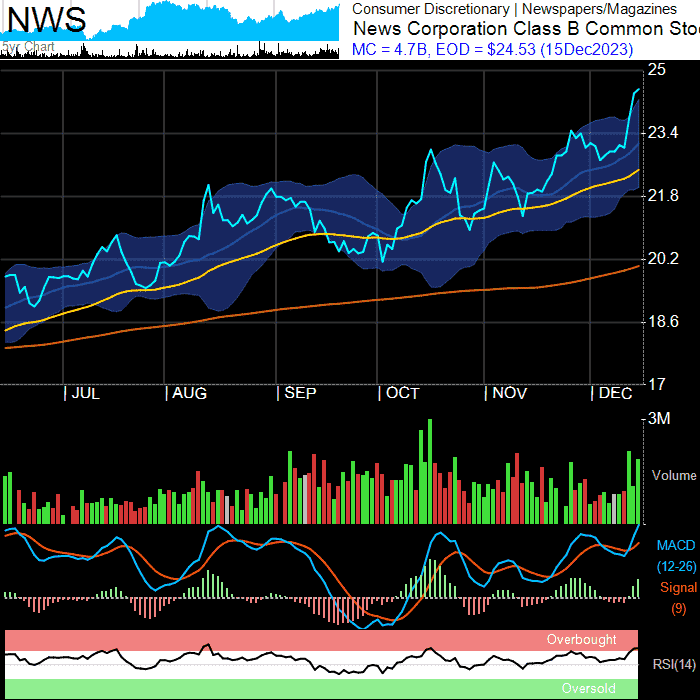 NWS
5yr Chart
Consumer Discretionary | Newspapers/Magazines
News Corporation Class B Common Sto
MC = 4.7B, EOD = $24.53 (15Dec2023)
25
23.4
21.8
20.2
18.6
17
| JUL | AUG | SEP | OCT | NOV | DEC
3M
Volume
MACD
(12-26)
Signal
(9)
Overbought
RSI(14)
Oversold